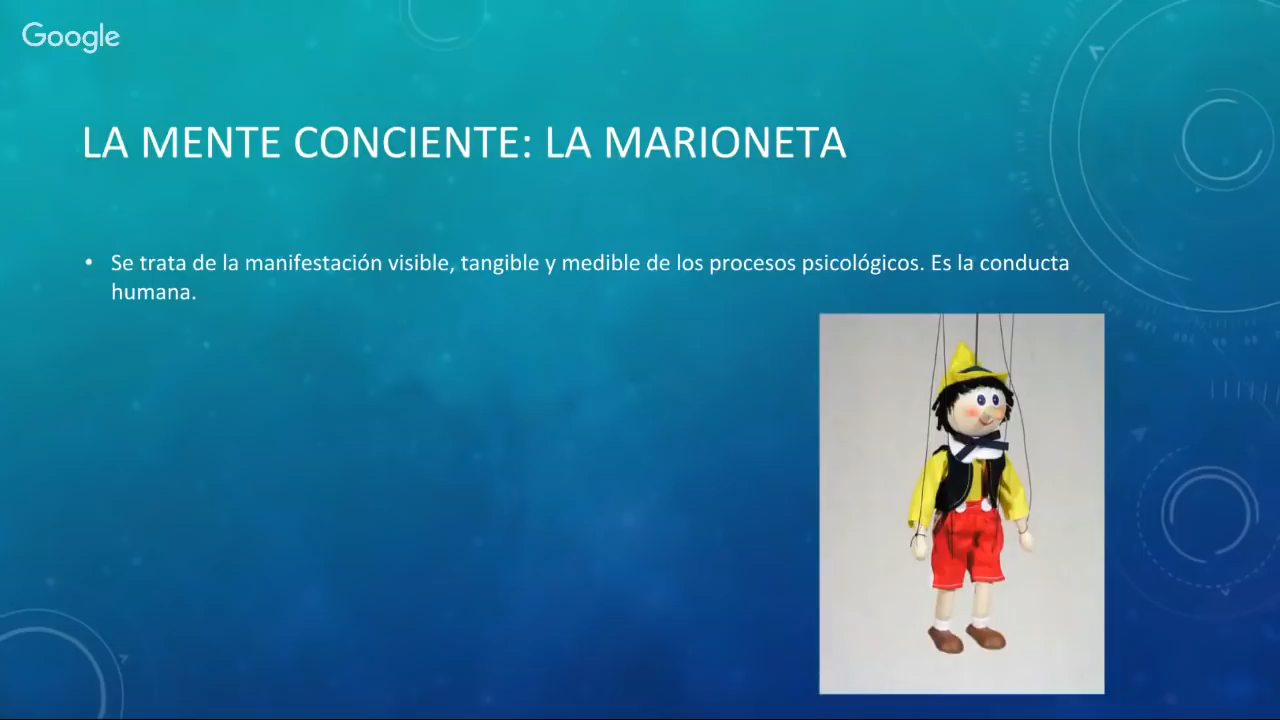 Google
LA MENTE CONCIENTE: LA MARIONETA
• Se trata de la manifestación visible, tangible y medible de los procesos psicológicos. Es la conducta
humana.